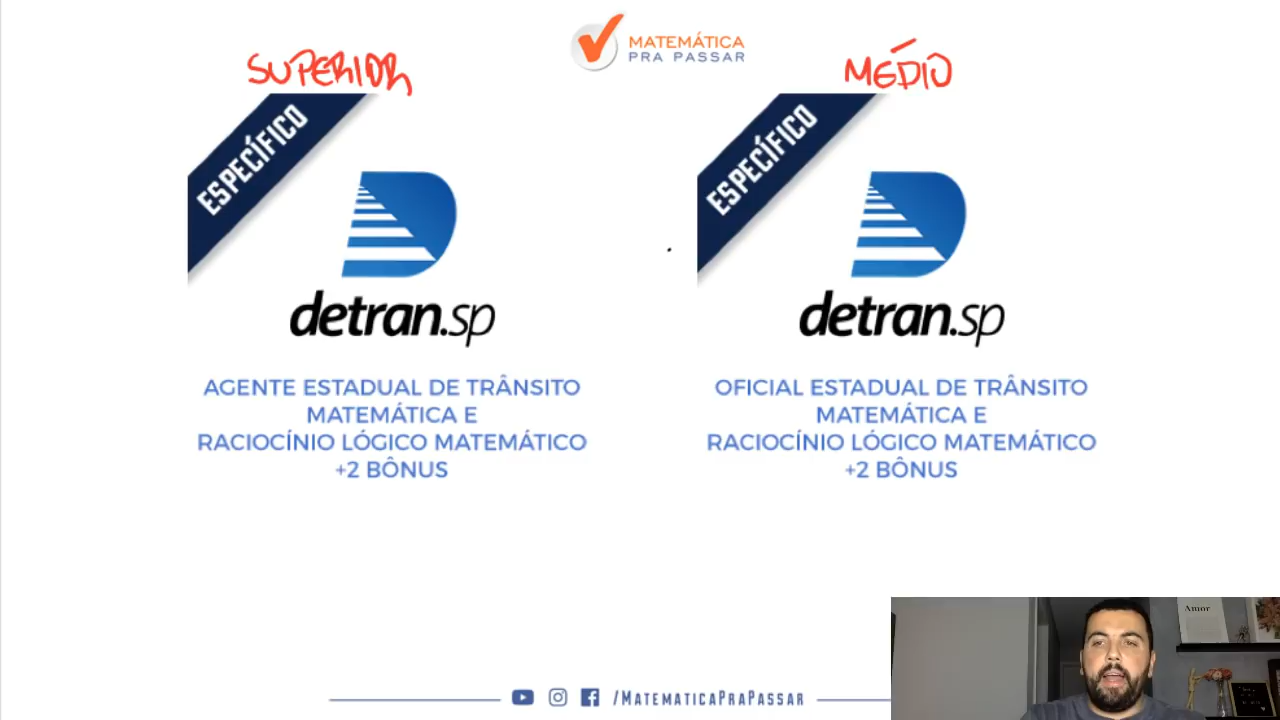 MATEMÁTICA
PRA PASSAR
SUPERIOR
MÉDIO
ESPECÍFICO
detran.sp
AGENTE ESTADUAL DE TRÂNSITO
MATEMÁTICA E
RACIOCÍNIO LÓGICO MATEMÁTICO
+2 BÔNUS
ESPECÍFICO
detran.sp
OFICIAL ESTADUAL DE TRÂNSITO
MATEMÁTICA E
RACIOCÍNIO LÓGICO MATEMÁTICO
+2 BÔNUS
/MATEMATICAPRAPASSAR
Amor